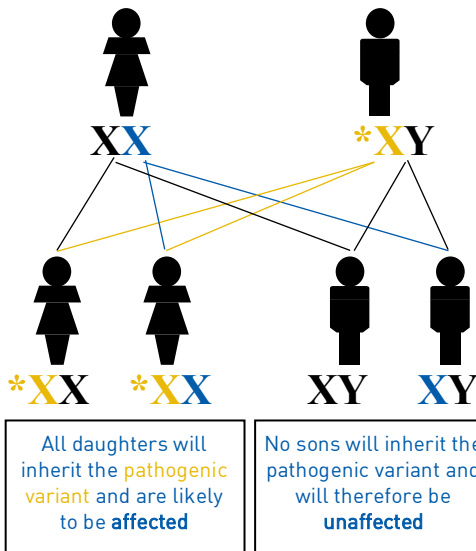 XX *XY
*XX *XX XY XY
All daughters will
inherit the pathogenic
variant and are likely
to be affected
No sons will inherit the
pathogenic variant and
will therefore be
unaffected